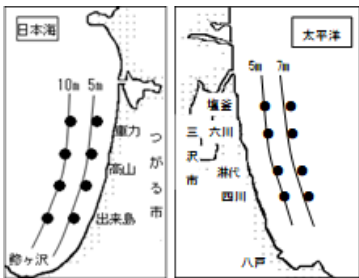 日本海
10m 5m
車力
高山
出来島
つがる市
鯵ヶ沢
太平洋
5m 7m
塩釜
六川
三沢市
淋代
四川
八戸